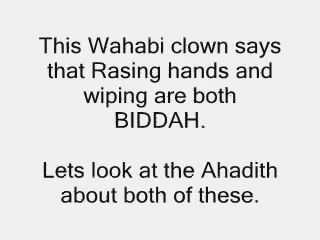 This Wahabi clown says
that Rasing hands and
wiping are both
BIDDAH.
Lets look at the Ahadith
about both of these.